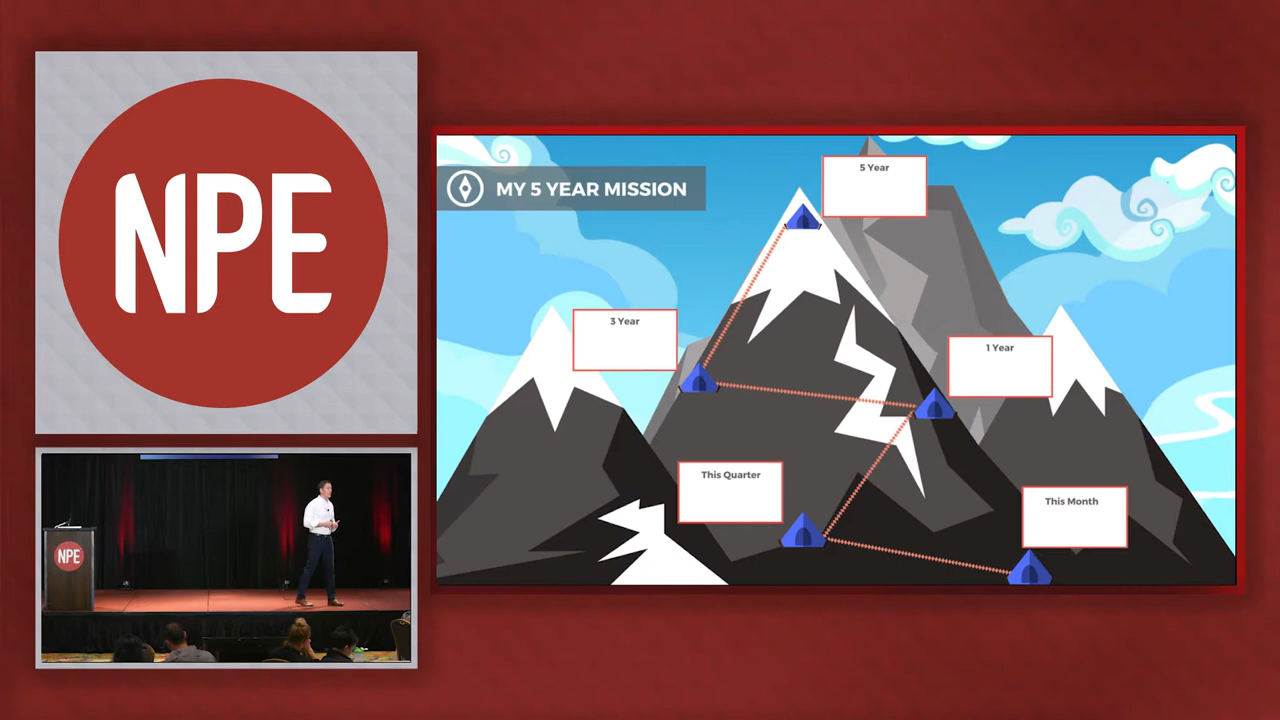 NPE
MY 5 YEAR MISSION
5 Year
3 Year
1 Year
This Quarter
This Month
NPE